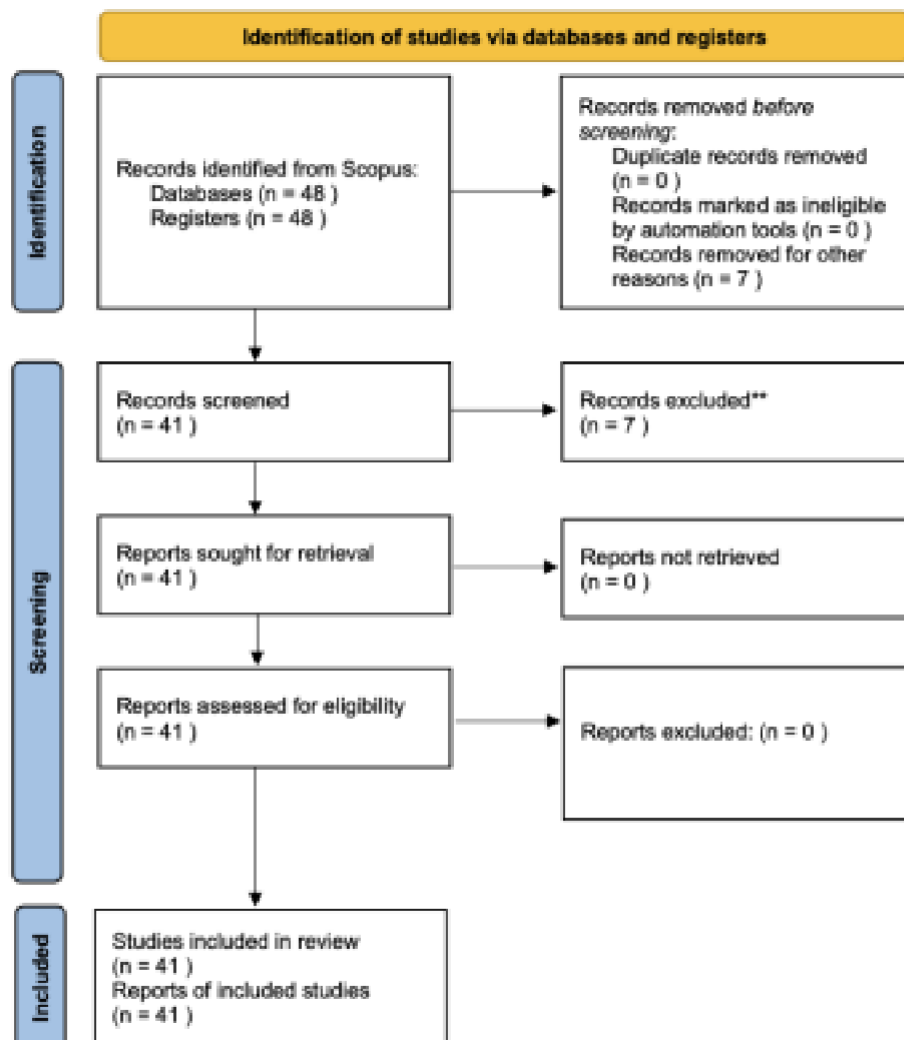 Identification of studies via databases and registers
Identification
Records identified from Scopus:
Databases (n = 48 )
Registers (n = 48 )
Records removed before
screening:
Duplicate records removed
(n = 0 )
Records marked as ineligible
by automation tools (n = 0 )
Records removed for other
reasons (n = 7 )
Screening
Records screened
(n = 41 )
Records excluded**
(n = 7 )
Reports sought for retrieval
(n = 41 )
Reports not retrieved
(n = 0 )
Reports assessed for eligibility
(n = 41 )
Reports excluded: (n = 0 )
Included
Studies included in review
(n = 41 )
Reports of included studies
(n = 41 )